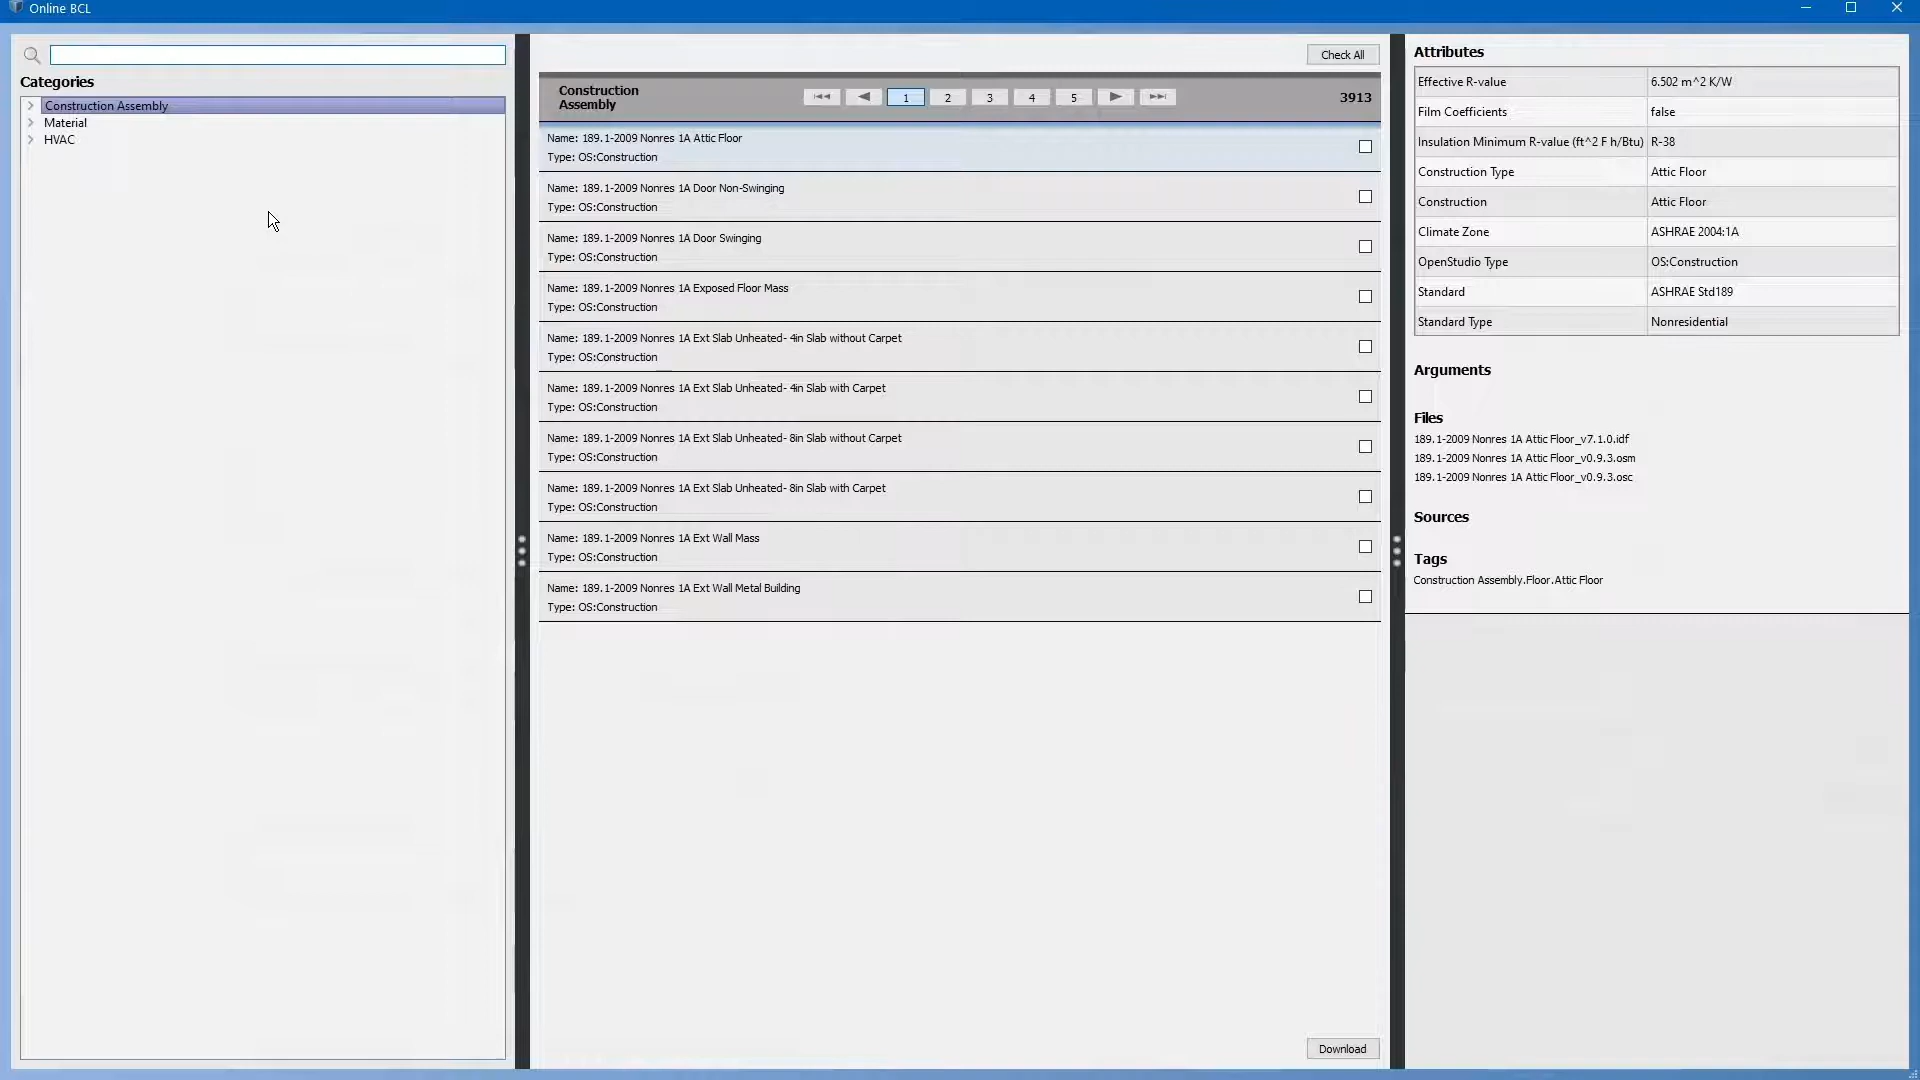 Online BCL
Categories
Construction Assembly
Material
HVAC
Check All
Construction
Assembly
1 2 3 4 5
3913
Name: 189.1-2009 Nonres 1A Attic Floor
Type: OS:Construction
Name: 189.1-2009 Nonres 1A Door Non-Swinging
Type: OS:Construction
Name: 189.1-2009 Nonres 1A Door Swinging
Type: OS:Construction
Name: 189.1-2009 Nonres 1A Exposed Floor Mass
Type: OS:Construction
Name: 189.1-2009 Nonres 1A Ext Slab Unheated- 4in Slab without Carpet
Type: OS:Construction
Name: 189.1-2009 Nonres 1A Ext Slab Unheated- 4in Slab with Carpet
Type: OS:Construction
Name: 189.1-2009 Nonres 1A Ext Slab Unheated- 8in Slab without Carpet
Type: OS:Construction
Name: 189.1-2009 Nonres 1A Ext Slab Unheated- 8in Slab with Carpet
Type: OS:Construction
Name: 189.1-2009 Nonres 1A Ext Wall Mass
Type: OS:Construction
Name: 189.1-2009 Nonres 1A Ext Wall Metal Building
Type: OS:Construction
Download
Attributes
Effective R-value 6.502 m^2 K/W
Film Coefficients false
Insulation Minimum R-value (ft^2 F h/Btu) R-38
Construction Type Attic Floor
Construction Attic Floor
Climate Zone ASHRAE 2004:1A
OpenStudio Type OS:Construction
Standard ASHRAE Std189
Standard Type Nonresidential
Arguments
Files
189.1-2009 Nonres 1A Attic Floor_v7.1.0.idf
189.1-2009 Nonres 1A Attic Floor_v0.9.3.osm
189.1-2009 Nonres 1A Attic Floor_v0.9.3.osc
Sources
Tags
Construction Assembly.Floor.Attic Floor